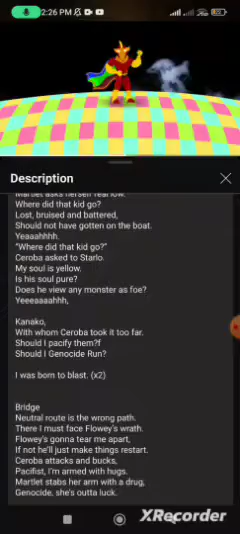 2:26 PM
Description
Martlet asks herself real low.
Where did that kid go?
Lost, bruised and battered,
Should not have gotten on the boat.
Yeaaahhhh.
"Where did that kid go?"
Ceroba asked to Starlo.
My soul is yellow.
Is his soul pure?
Does he view any monster as foe?
Yeeeaaaahhh,
Kanako,
With whom Ceroba took it too far.
Should I pacify them?f
Should I Genocide Run?
I was born to blast. (x2)
Bridge
Neutral route is the wrong path.
There I must face Flowey's wrath.
Flowey's gonna tear me apart,
If not he'll just make things restart.
Ceroba attacks and bucks,
Pacifist, I'm armed with hugs.
Martlet stabs her arm with a drug,
Genocide, she's outta luck.
XRecorder